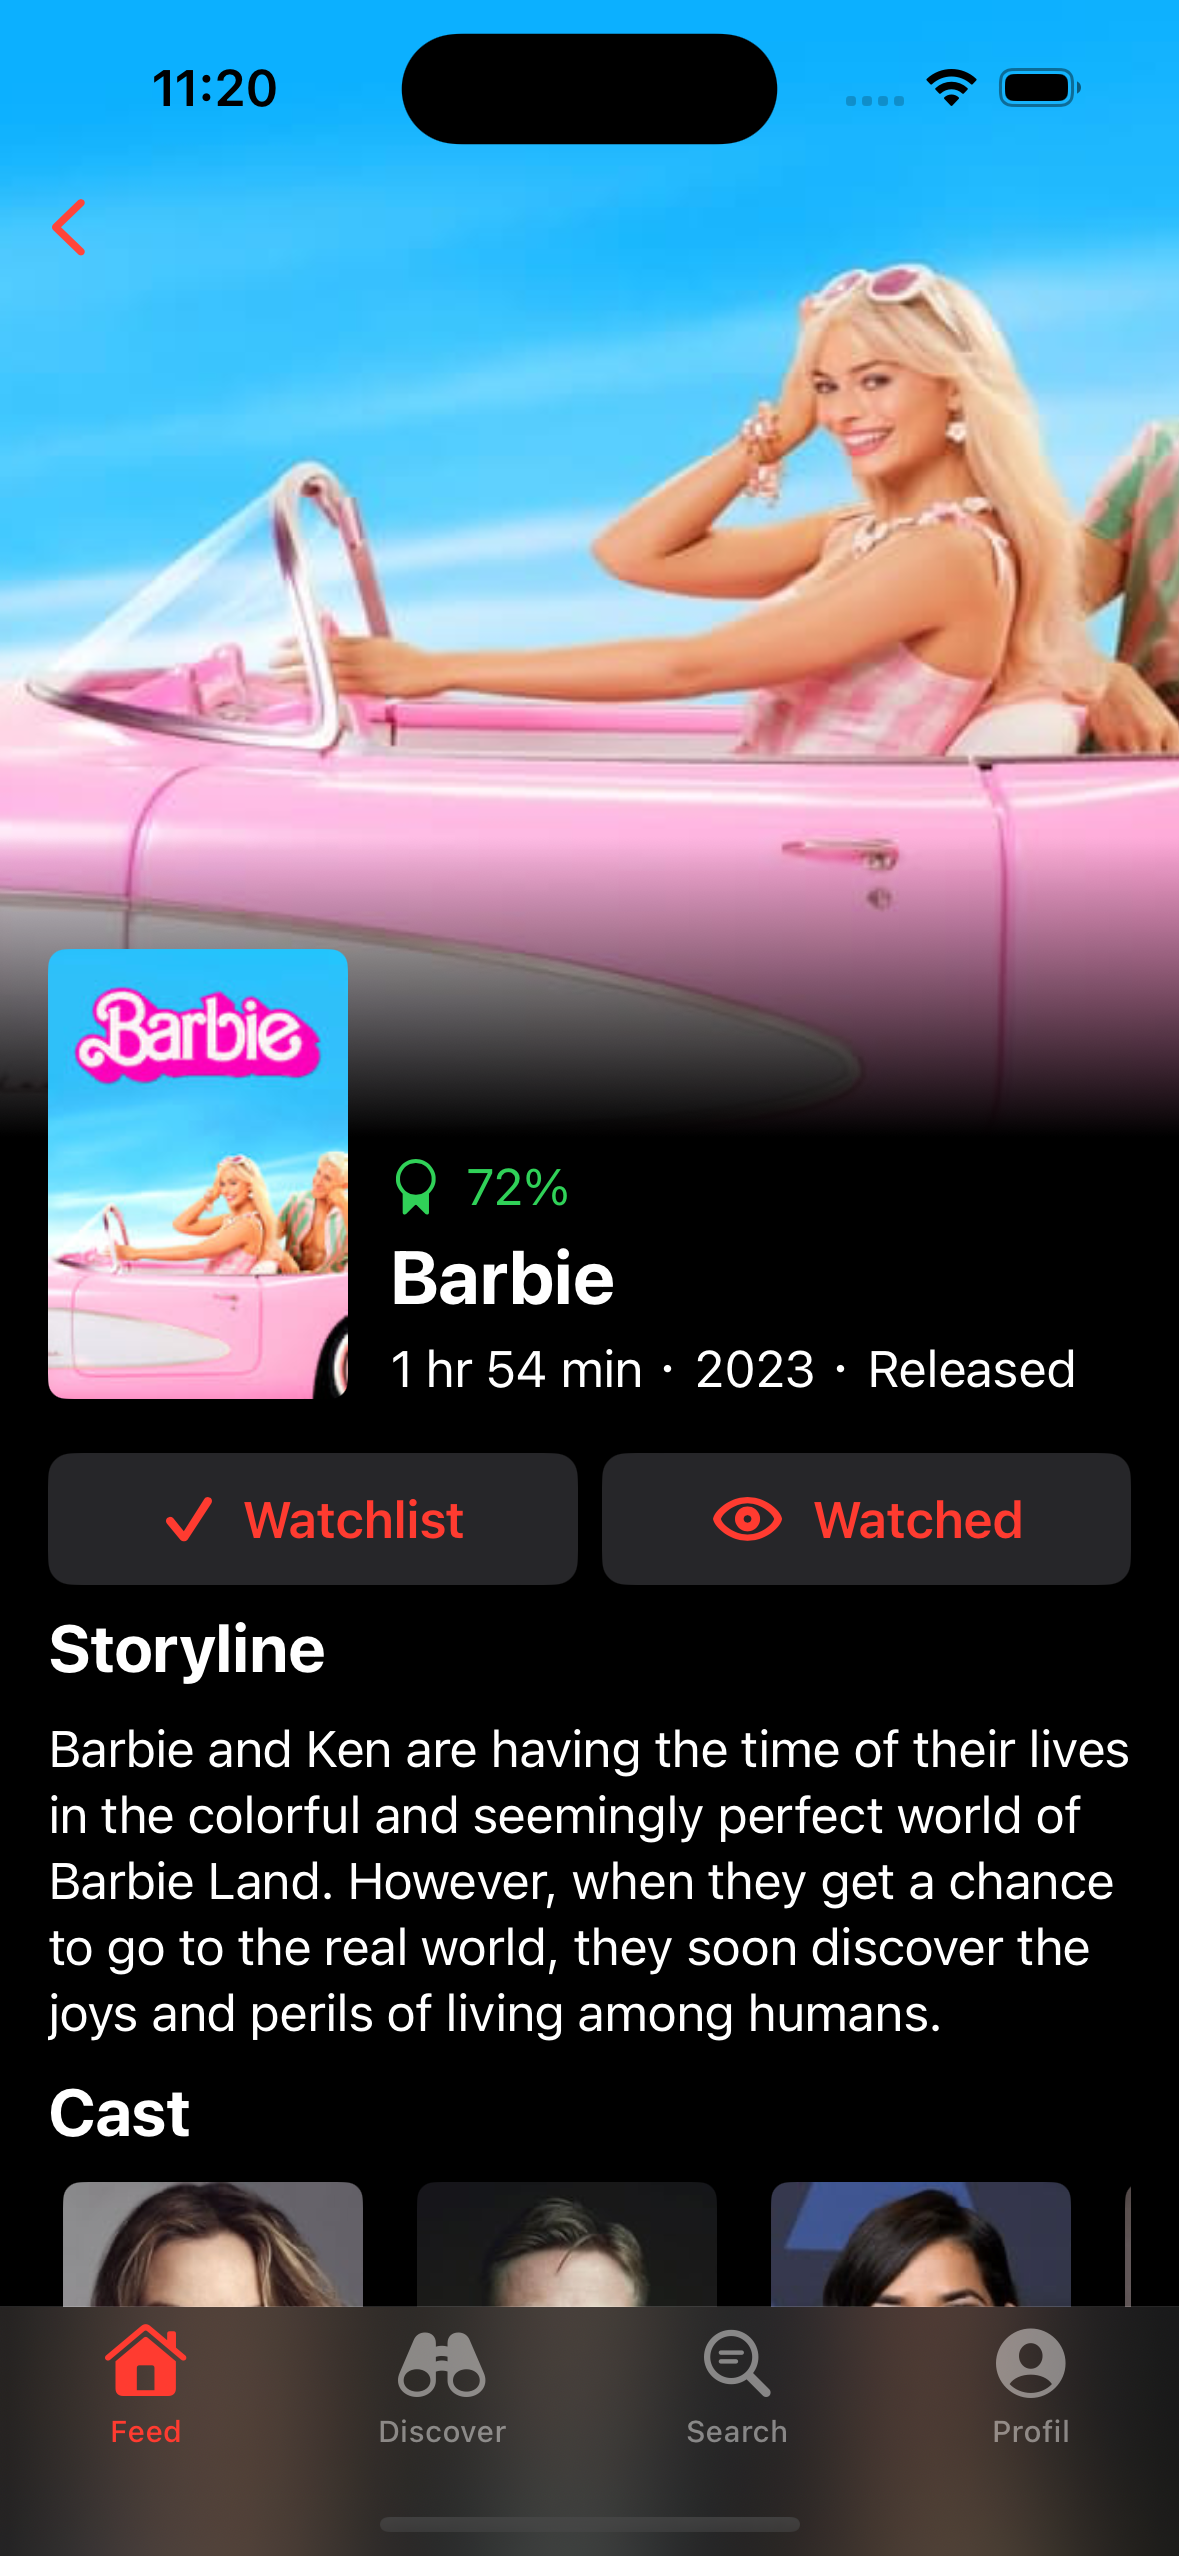 11:20
Barbie
72%
Barbie
1 hr 54 min · 2023 · Released
Watchlist
Watched
Storyline
Barbie and Ken are having the time of their lives
in the colorful and seemingly perfect world of
Barbie Land. However, when they get a chance
to go to the real world, they soon discover the
joys and perils of living among humans.
Cast
Feed
Discover
Search
Profil